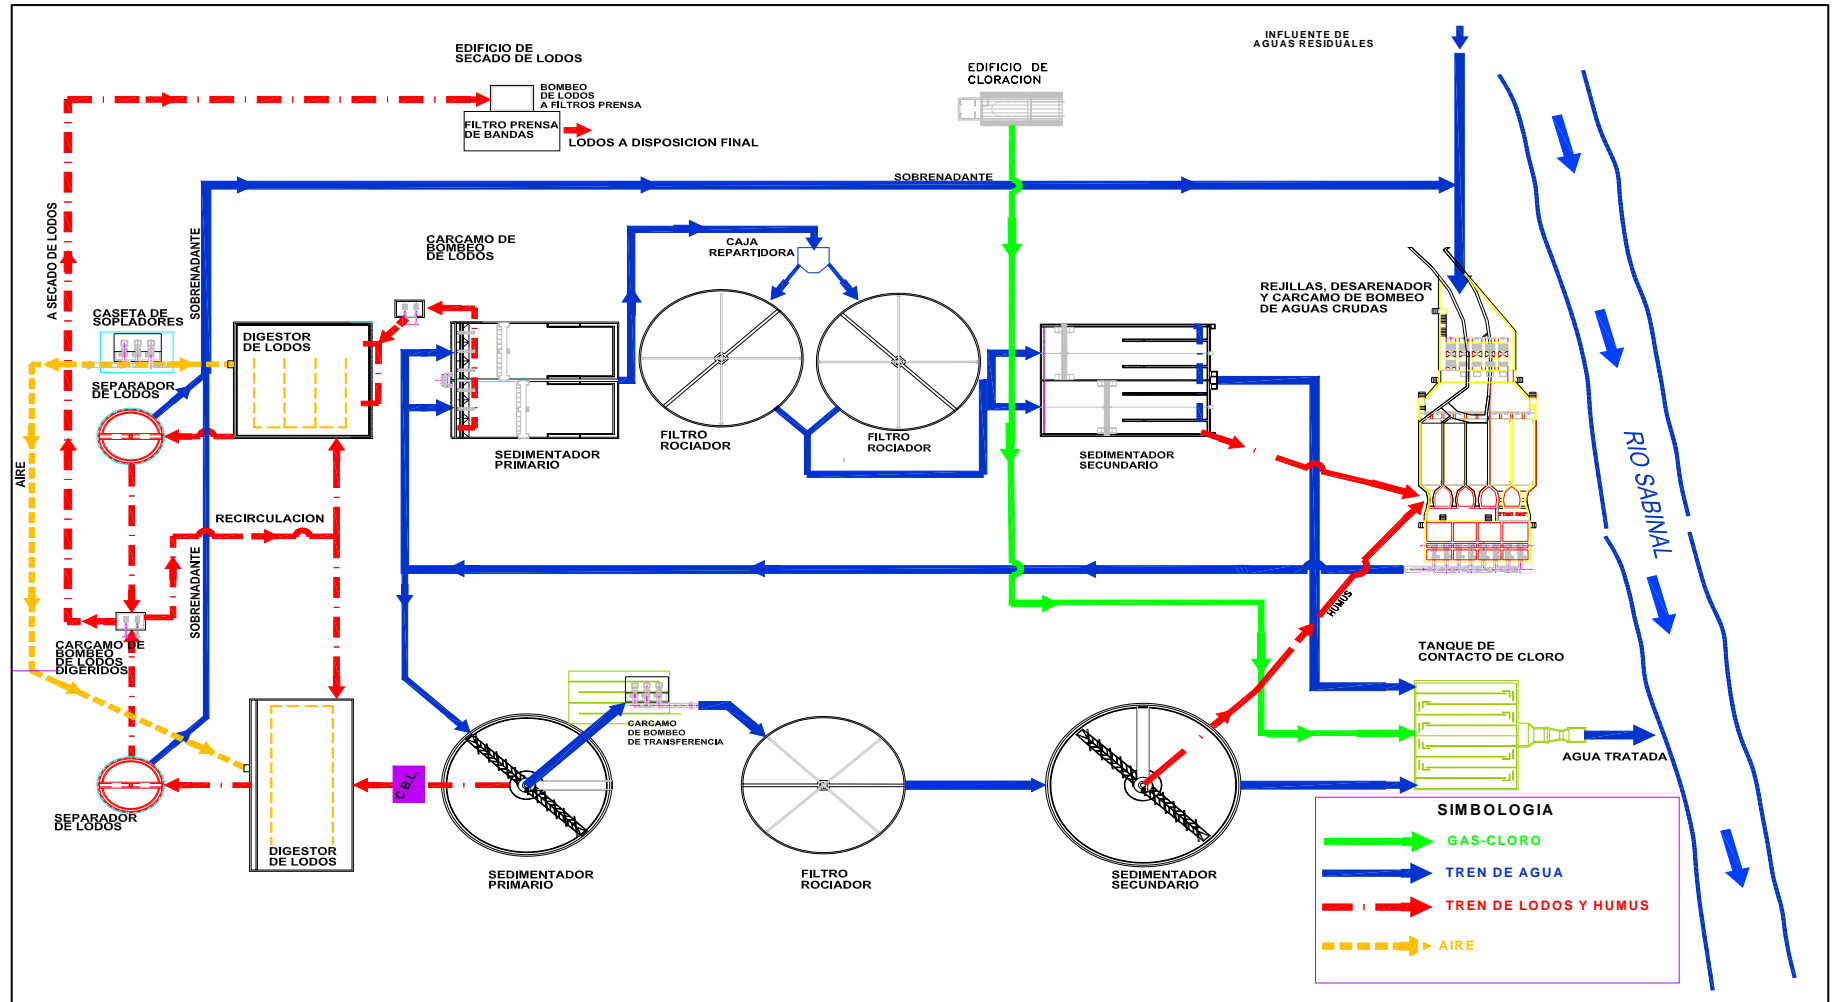 EDIFICIO DE
SECADO DE LODOS
BOMBEO
DE LODOS
A FILTROS PRENSA
FILTRO PRENSA
DE BANDAS
LODOS A DISPOSICION FINAL
EDIFICIO DE
CLORACION
INFLUENTE DE
AGUAS RESIDUALES
SOBRENADANTE
A SECADO DE LODOS
SOBRENADANTE
CARCAMO DE
BOMBEO
DE LODOS
CAJA
REPARTIDORA
REJILLAS, DESARENADOR
Y CARCAMO DE BOMBEO
DE AGUAS CRUDAS
CASETA DE
SOPLADORES
DIGESTOR
DE LODOS
SEPARADOR
DE LODOS
FILTRO
ROCIADOR
FILTRO
ROCIADOR
SEDIMENTADOR
PRIMARIO
SEDIMENTADOR
SECUNDARIO
AIRE
RIO SABINAL
RECIRCULACION
SOBRENADANTE
HUMUS
CARCAMO DE
BOMBEO
DE LODOS
DIGERIDOS
TANQUE DE
CONTACTO DE CLORO
CARCAMO
DE BOMBEO
DE TRANSFERENCIA
AGUA TRATADA
C.B.L.
SEPARADOR
DE LODOS
DIGESTOR
DE LODOS
SEDIMENTADOR
PRIMARIO
FILTRO
ROCIADOR
SEDIMENTADOR
SECUNDARIO
SIMBOLOGIA
GAS-CLORO
TREN DE AGUA
TREN DE LODOS Y HUMUS
AIRE